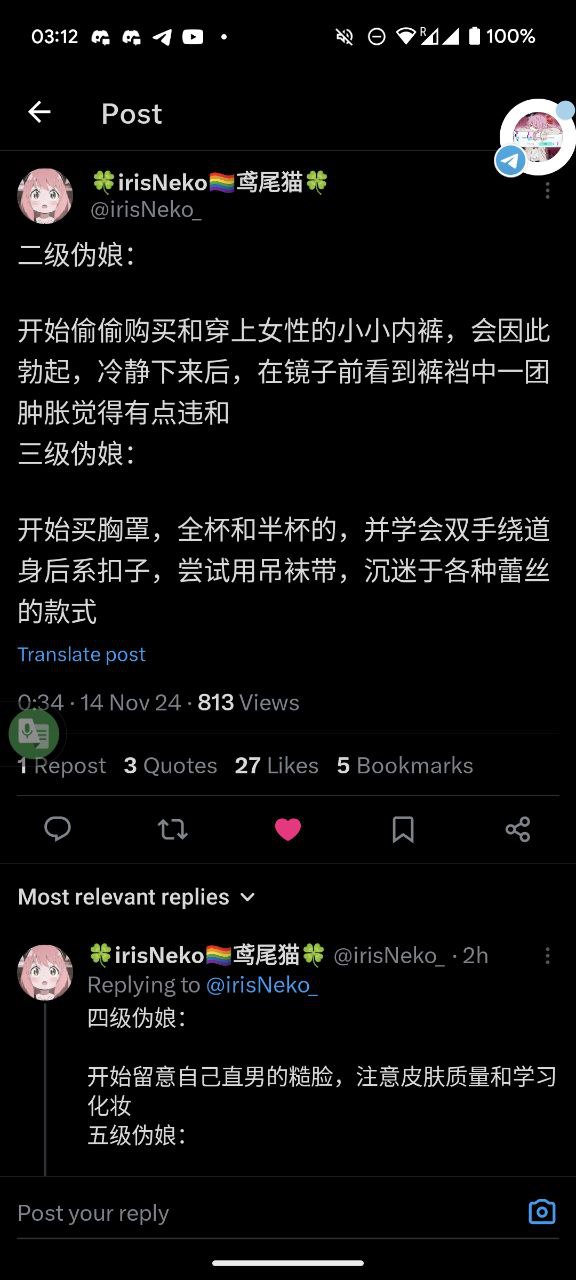 03:12
R
100%
Post
🍀irisNeko🏳️‍🌈鸢尾猫🍀
@irisNeko_
二级伪娘：
开始偷偷购买和穿上女性的小小内裤，会因此
勃起，冷静下来后，在镜子前看到裤裆中一团
肿胀觉得有点违和
三级伪娘：
开始买胸罩，全杯和半杯的，并学会双手绕道
身后系扣子，尝试用吊袜带，沉迷于各种蕾丝
的款式
Translate post
0:34 · 14 Nov 24 · 813 Views
1 Repost 3 Quotes 27 Likes 5 Bookmarks
Most relevant replies
🍀irisNeko🏳️‍🌈鸢尾猫🍀 @irisNeko_ · 2h
Replying to @irisNeko_
四级伪娘：
开始留意自己直男的糙脸，注意皮肤质量和学习
化妆
五级伪娘：
Post your reply